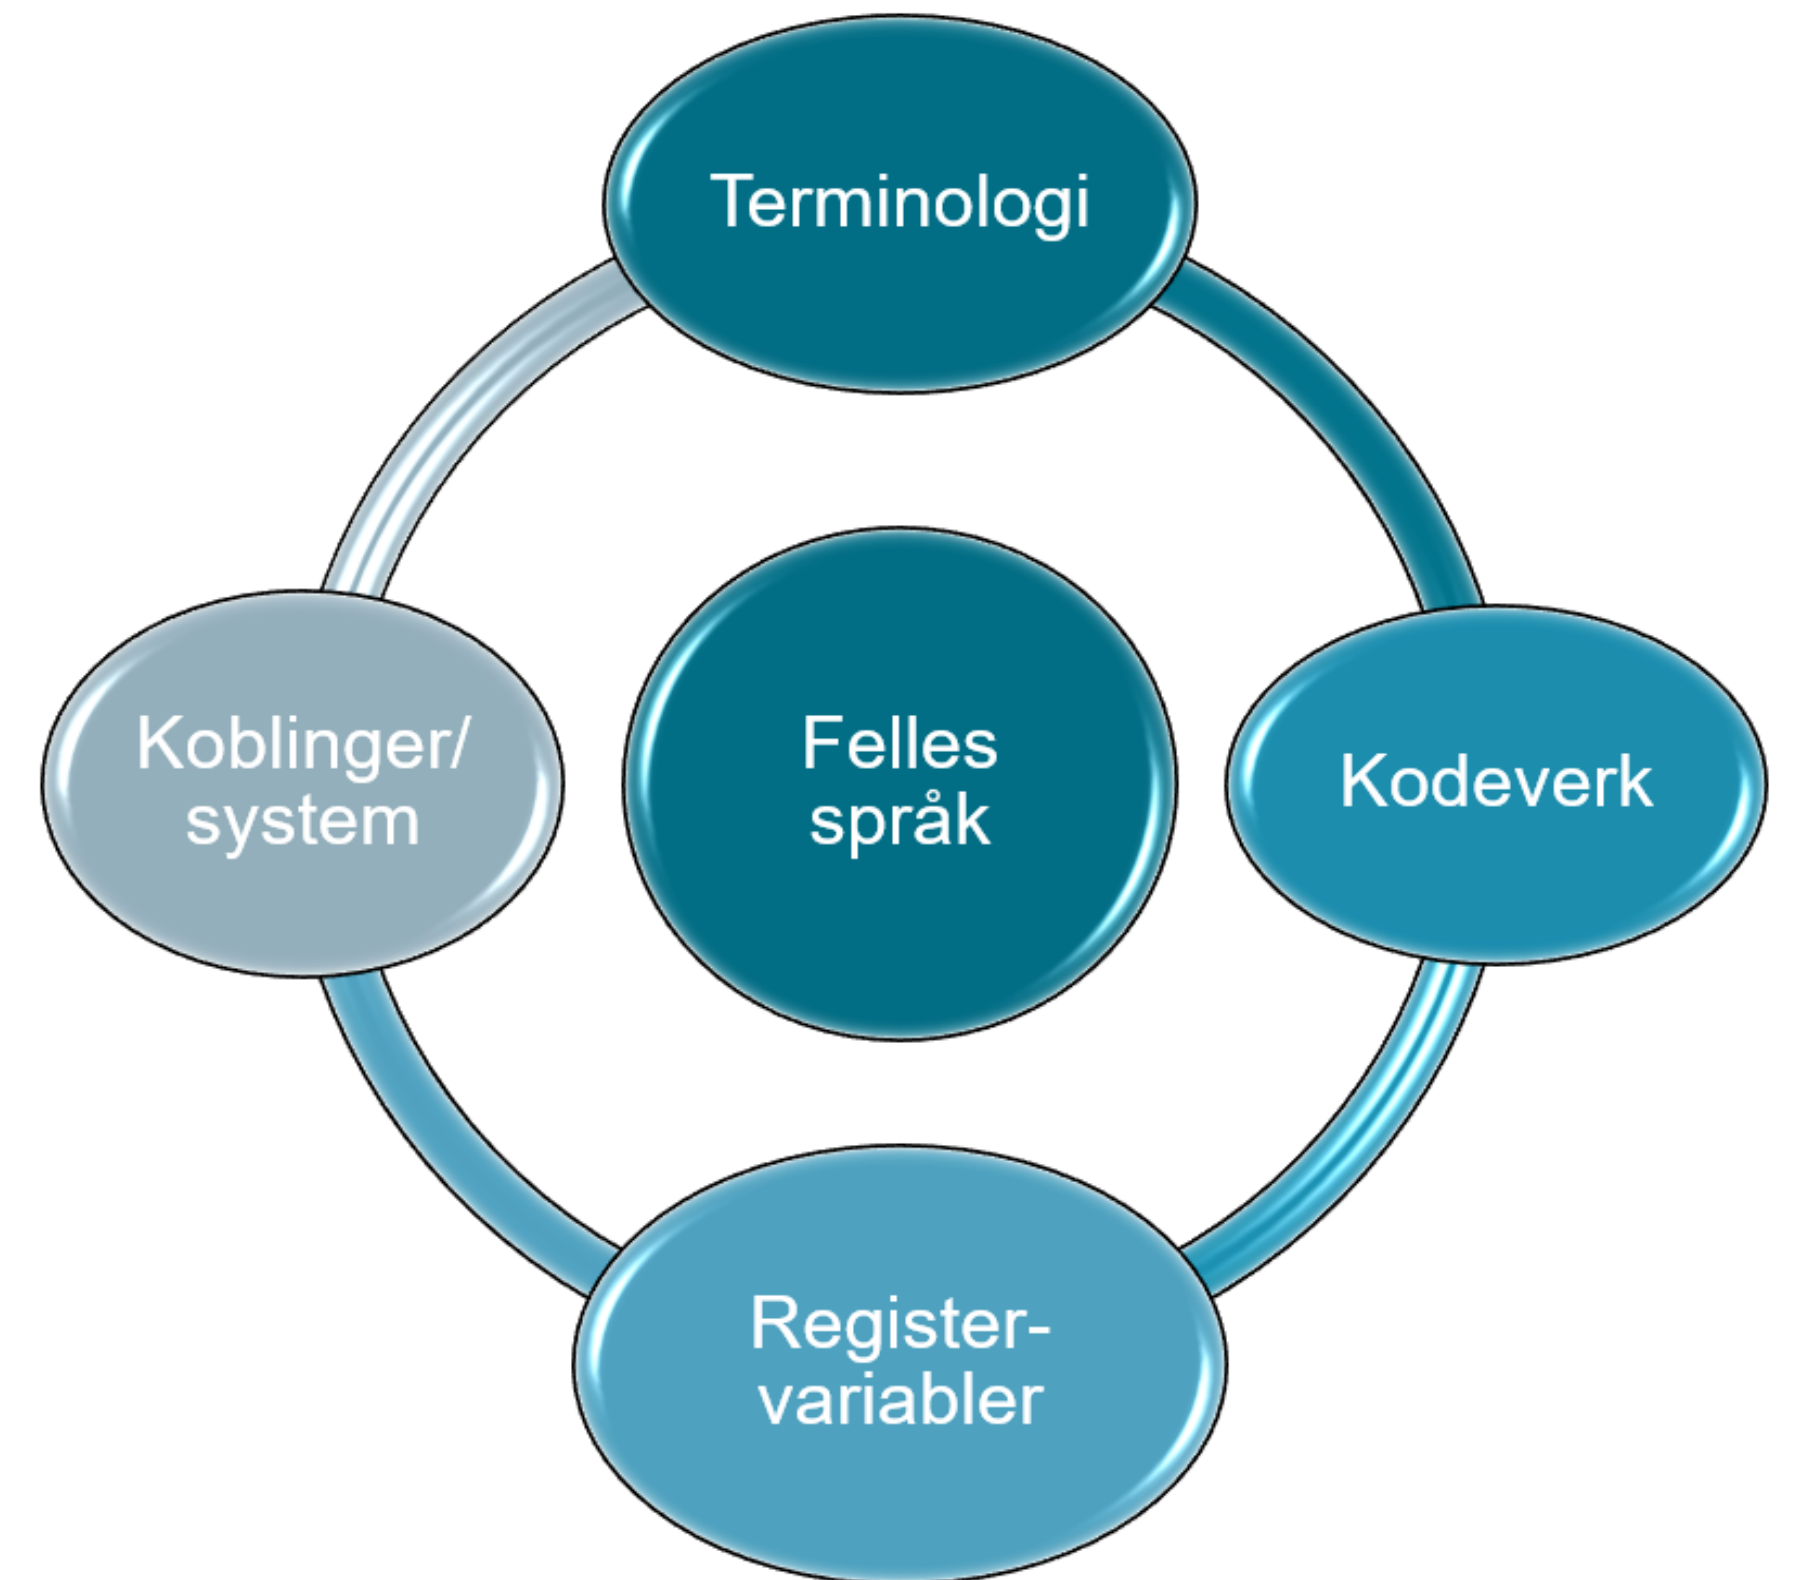 Terminologi
Koblinger/
system
Felles
språk
Kodeverk
Register-
variabler